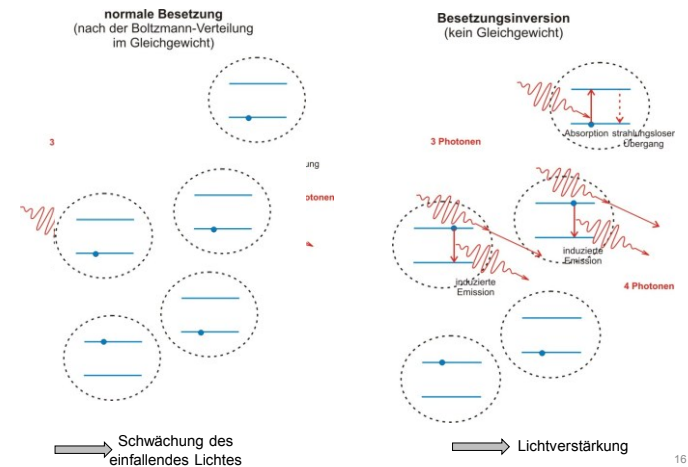 normale Besetzung
(nach der Boltzmann-Verteilung
im Gleichgewicht)
3
ung
otonen
Schwächung des
einfallendes Lichtes
Besetzungsinversion
(kein Gleichgewicht)
3 Photonen
Absorption strahlungsloser
Übergang
induzierte
Emission
induzierte
Emission
4 Photonen
Lichtverstärkung
16